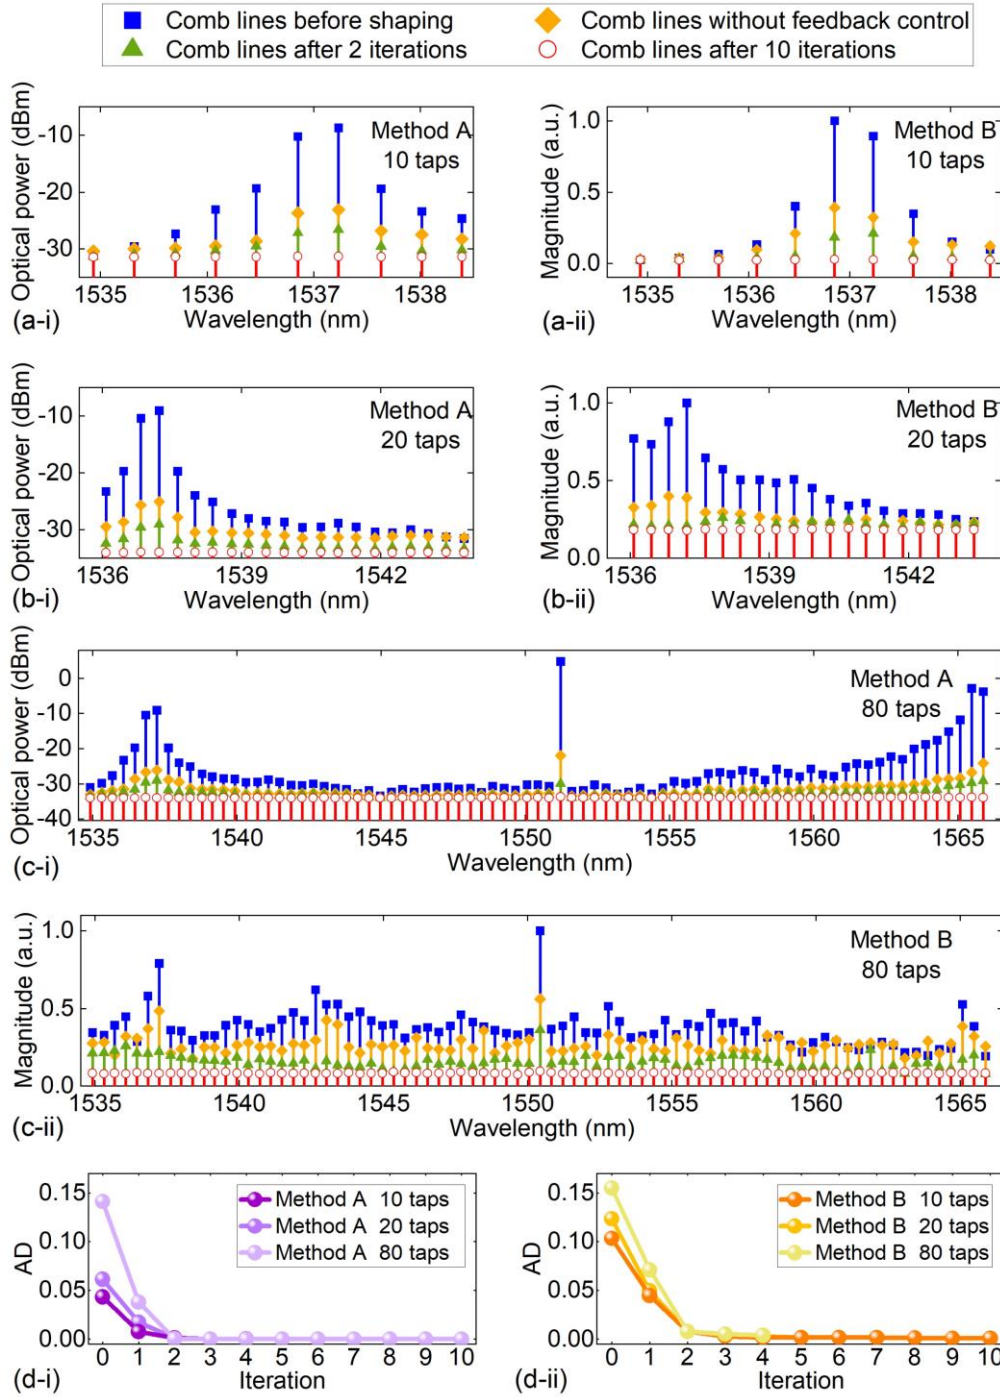 Comb lines before shaping
Comb lines without feedback control
Comb lines after 2 iterations
Comb lines after 10 iterations
Optical power (dBm)
-10
-20
-30
Method A
10 taps
1535 1536 1537 1538
Wavelength (nm)
(a-i)
Magnitude (a.u.)
1.0
0.5
0.0
Method B
10 taps
1535 1536 1537 1538
Wavelength (nm)
(a-ii)
Optical power (dBm)
-10
-20
-30
Method A
20 taps
1536 1539 1542
Wavelength (nm)
(b-i)
Magnitude (a.u.)
1.0
0.5
0.0
Method B
20 taps
1536 1539 1542
Wavelength (nm)
(b-ii)
Optical power (dBm)
0
-10
-20
-30
-40
Method A
80 taps
1535 1540 1545 1550 1555 1560 1565
Wavelength (nm)
(c-i)
Magnitude (a.u.)
1.0
0.5
0.0
Method B
80 taps
1535 1540 1545 1550 1555 1560 1565
Wavelength (nm)
(c-ii)
AD
0.15
0.10
0.05
0.00
Method A 10 taps
Method A 20 taps
Method A 80 taps
0 1 2 3 4 5 6 7 8 9 10
Iteration
(d-i)
AD
0.15
0.10
0.05
0.00
Method B 10 taps
Method B 20 taps
Method B 80 taps
0 1 2 3 4 5 6 7 8 9 10
Iteration
(d-ii)